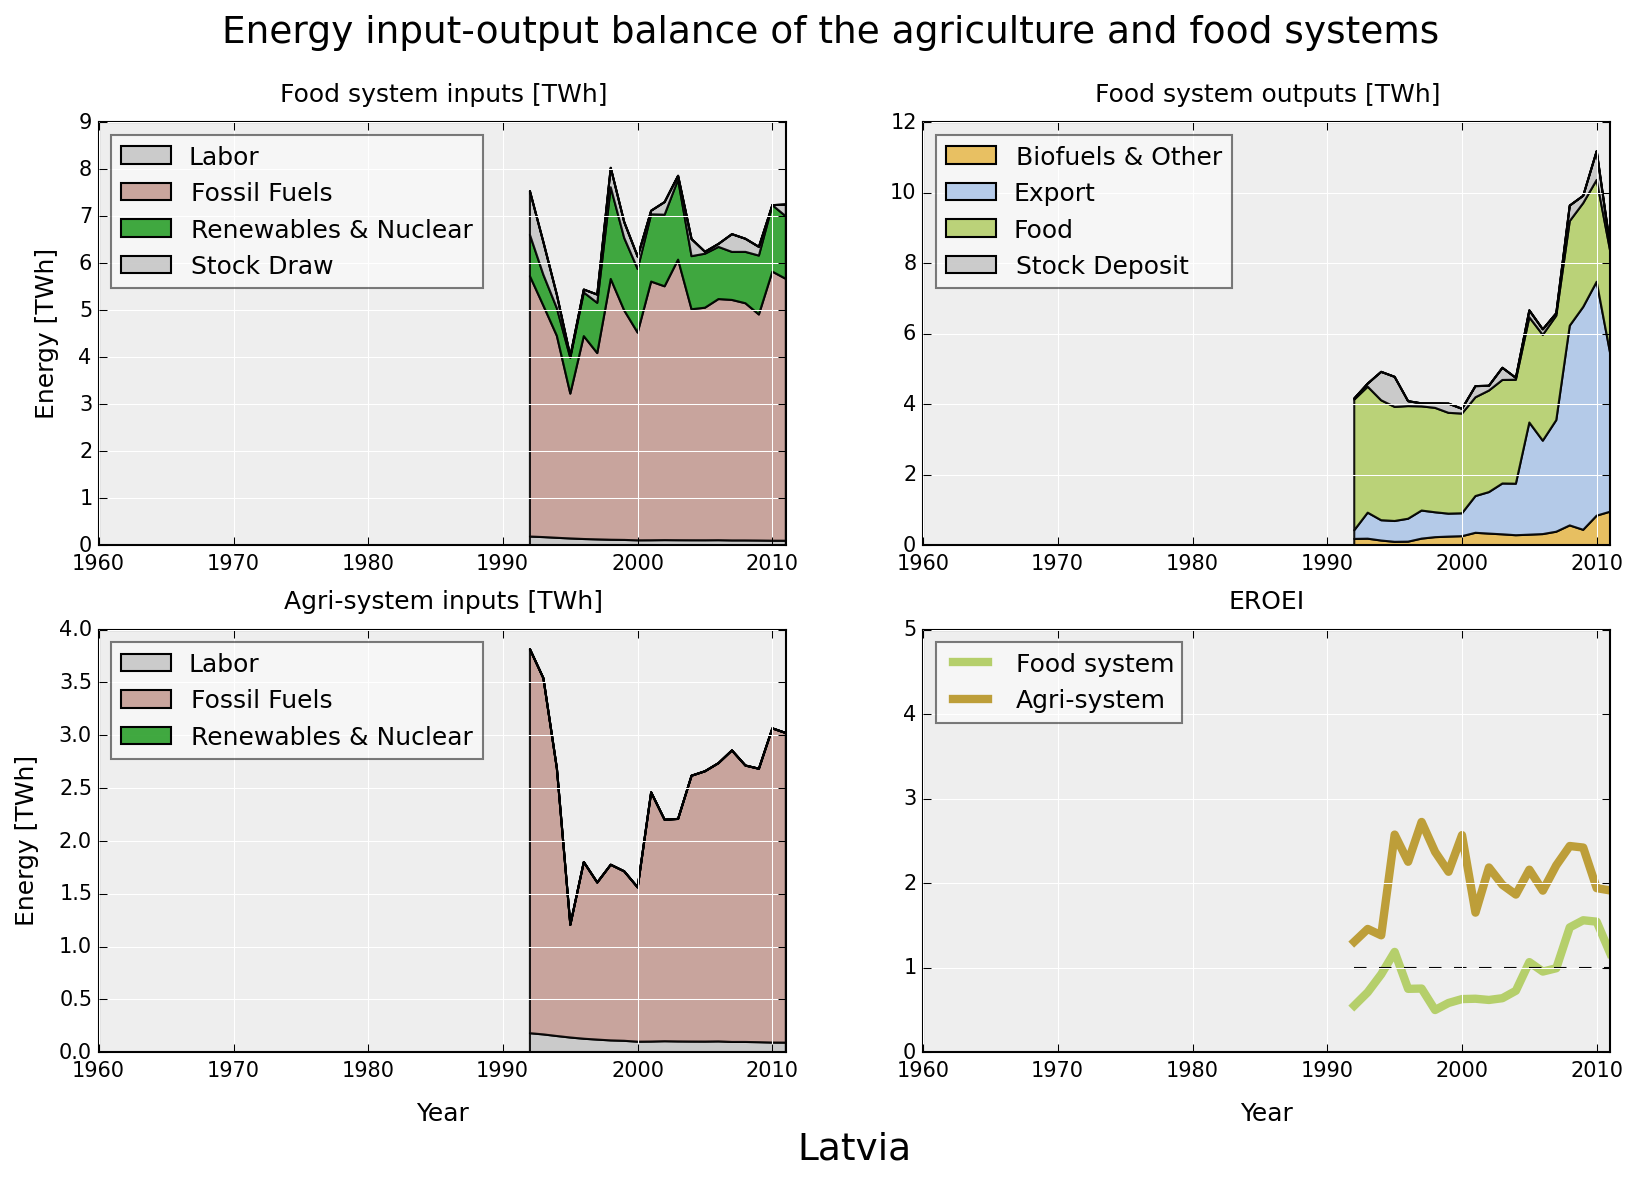 Energy input-output balance of the agriculture and food systems
Food system inputs [TWh]
Energy [TWh]
9
8
7
6
5
4
3
2
1
0
Labor
Fossil Fuels
Renewables & Nuclear
Stock Draw
1960 1970 1980 1990 2000 2010
Food system outputs [TWh]
12
10
8
6
4
2
0
Biofuels & Other
Export
Food
Stock Deposit
1960 1970 1980 1990 2000 2010
Agri-system inputs [TWh]
Energy [TWh]
4.0
3.5
3.0
2.5
2.0
1.5
1.0
0.5
0.0
Labor
Fossil Fuels
Renewables & Nuclear
1960 1970 1980 1990 2000 2010
Year
EROEI
5
4
3
2
1
0
Food system
Agri-system
1960 1970 1980 1990 2000 2010
Year
Latvia